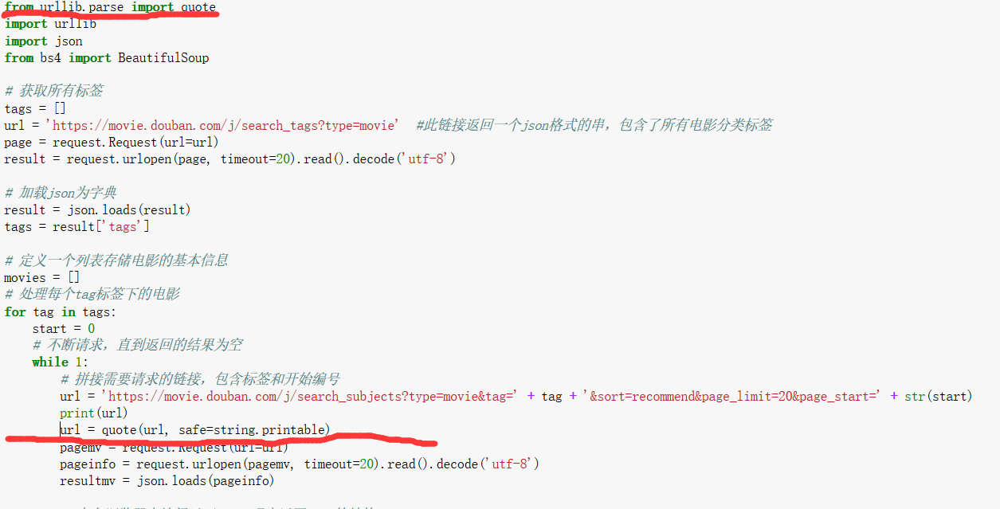 from urllib.parse import quote
import urllib
import json
from bs4 import BeautifulSoup
# 获取所有标签
tags = []
url = 'https://movie.douban.com/j/search_tags?type=movie'  #此链接返回一个json格式的串，包含了所有电影分类标签
page = request.Request(url=url)
result = request.urlopen(page, timeout=20).read().decode('utf-8')
# 加载json为字典
result = json.loads(result)
tags = result['tags']
# 定义一个列表存储电影的基本信息
movies = []
# 处理每个tag标签下的电影
for tag in tags:
start = 0
# 不断请求，直到返回的结果为空
while 1:
# 拼接需要请求的链接，包含标签和开始编号
url = 'https://movie.douban.com/j/search_subjects?type=movie&tag=' + tag + '&sort=recommend&page_limit=20&page_start=' + str(start)
print(url)
url = quote(url, safe=string.printable)
pagemv = request.Request(url=url)
pageinfo = request.urlopen(pagemv, timeout=20).read().decode('utf-8')
resultmv = json.loads(pageinfo)